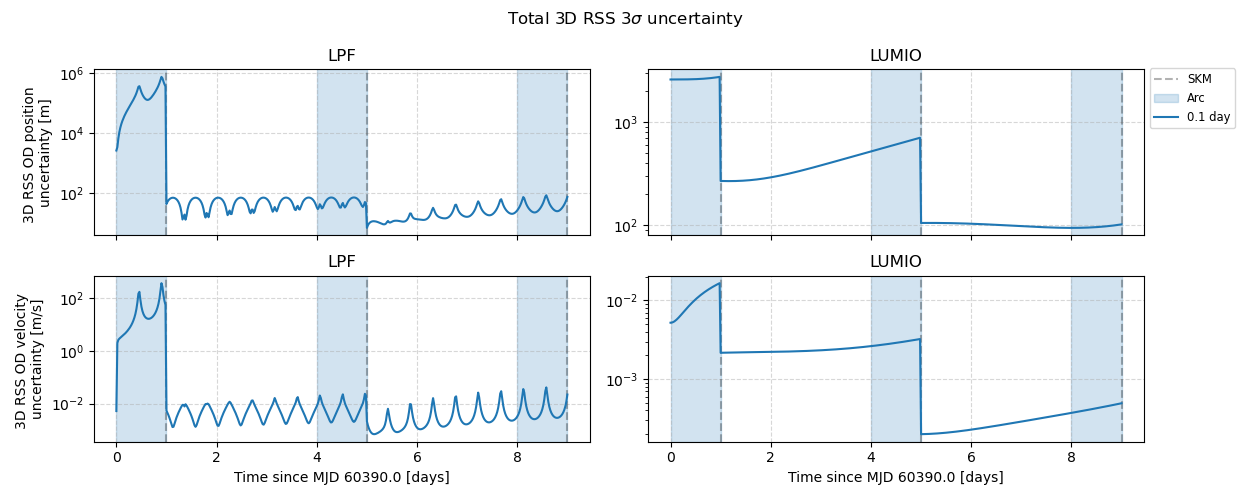 Total 3D RSS 3σ uncertainty
LPF
3D RSS OD position
uncertainty [m]
10^6
10^4
10^2
LUMIO
10^3
10^2
SKM
Arc
0.1 day
LPF
3D RSS OD velocity
uncertainty [m/s]
10^2
10^0
10^−2
0 2 4 6 8
Time since MJD 60390.0 [days]
LUMIO
10^−2
10^−3
0 2 4 6 8
Time since MJD 60390.0 [days]